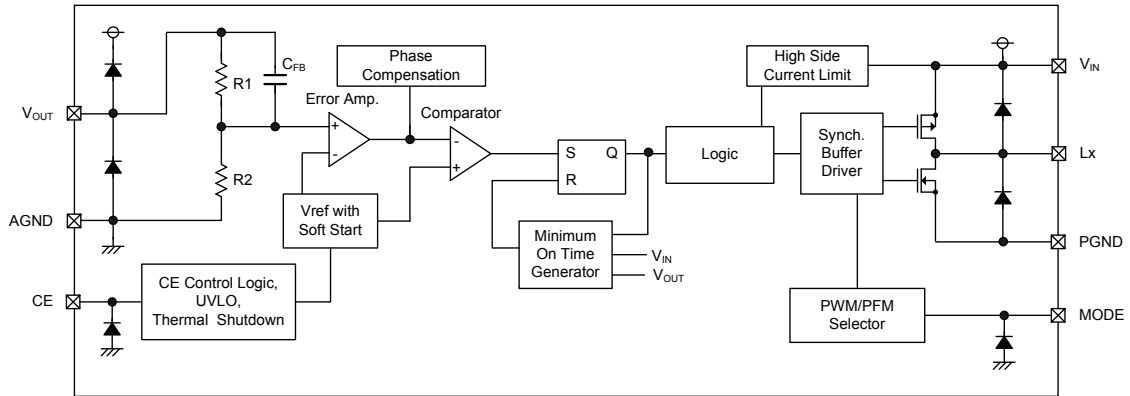 Phase
Compensation
High Side
Current Limit
VIN
R1
CFB
Error Amp.
Comparator
VOUT
+
-
-
+
S
Q
R
Logic
Synch.
Buffer
Driver
Lx
R2
AGND
Vref with
Soft Start
Minimum
On Time
Generator
VIN
VOUT
PGND
CE
CE Control Logic,
UVLO,
Thermal Shutdown
PWM/PFM
Selector
MODE